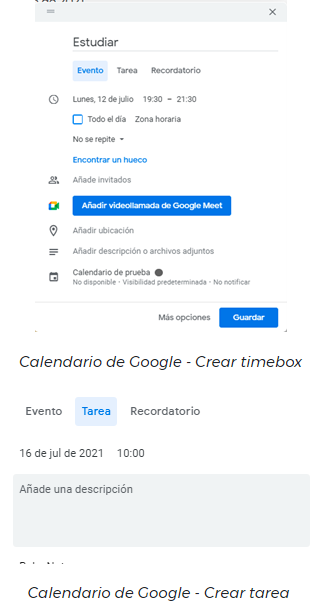 Estudiar
Evento Tarea Recordatorio
Lunes, 12 de julio 19:30 – 21:30
Todo el día Zona horaria
No se repite
Encontrar un hueco
Añade invitados
Añadir videollamada de Google Meet
Añadir ubicación
Añadir descripción o archivos adjuntos
Calendario de prueba
No disponible · Visibilidad predeterminada · No notificar
Más opciones Guardar
Calendario de Google - Crear timebox
Evento Tarea Recordatorio
16 de jul de 2021 10:00
Añade una descripción
Calendario de Google - Crear tarea